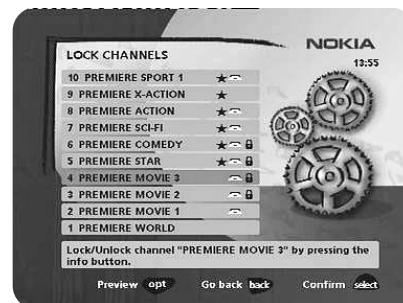 NOKIA
LOCK CHANNELS
13:55
10 PREMIERE SPORT 1
9 PREMIERE X-ACTION
8 PREMIERE ACTION
7 PREMIERE SCI-FI
6 PREMIERE COMEDY
5 PREMIERE STAR
4 PREMIERE MOVIE 3
3 PREMIERE MOVIE 2
2 PREMIERE MOVIE 1
1 PREMIERE WORLD
Lock/Unlock channel "PREMIERE MOVIE 3" by pressing the
info button.
Preview opt Go back back Confirm select